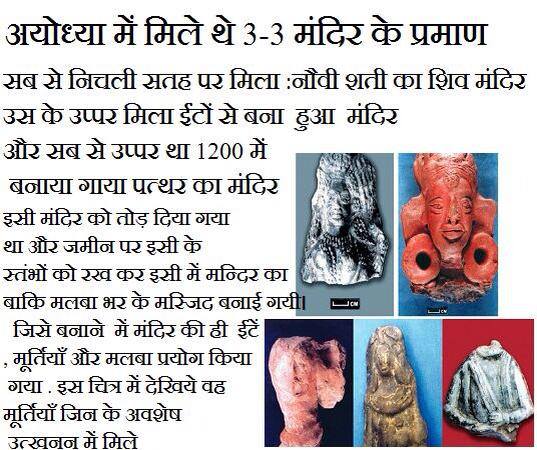 अयोध्या में मिले थे 3-3 मंदिर के प्रमाण
सब से निचली सतह पर मिला :नौवी शती का शिव मंदिर
उस के उप्पर मिला ईटों से बना हुआ मंदिर
और सब से उप्पर था 1200 में
बनाया गाया पत्थर का मंदिर
इसी मंदिर को तोड़ दिया गया
था और जमीन पर इसी के
स्तंभों को रख कर इसी में मन्दिर का
बाकि मलबा भर के मस्जिद बनाई गयी|
जिसे बनाने में मंदिर की ही ईंटें
, मूर्तियाँ और मलबा प्रयोग किया
गया . इस चित्र में देखिये वह
मूर्तियाँ जिन के अवशेष
उत्खनन में मिले
CM
CM